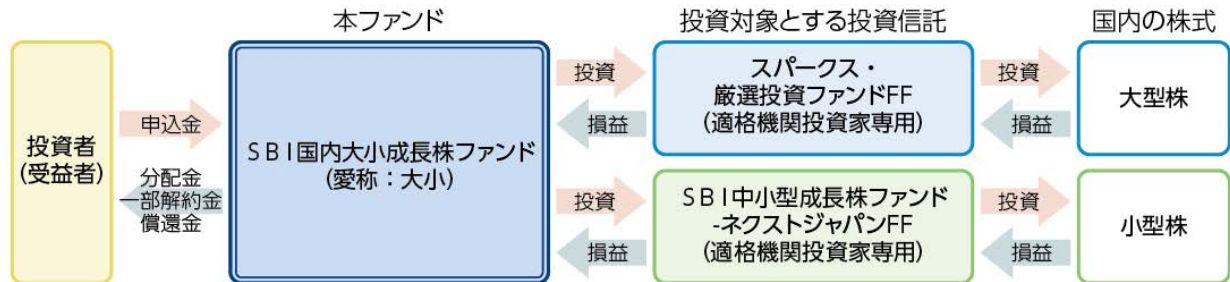 本ファンド
投資対象とする投資信託
国内の株式
投資者
(受益者)
申込金
分配金
一部解約金
償還金
SBI国内大小成長株ファンド
(愛称：大小)
投資
損益
スパークス・
厳選投資ファンドFF
(適格機関投資家専用)
投資
損益
大型株
投資
損益
SBI中小型成長株ファンド
-ネクストジャパンFF
(適格機関投資家専用)
投資
損益
小型株